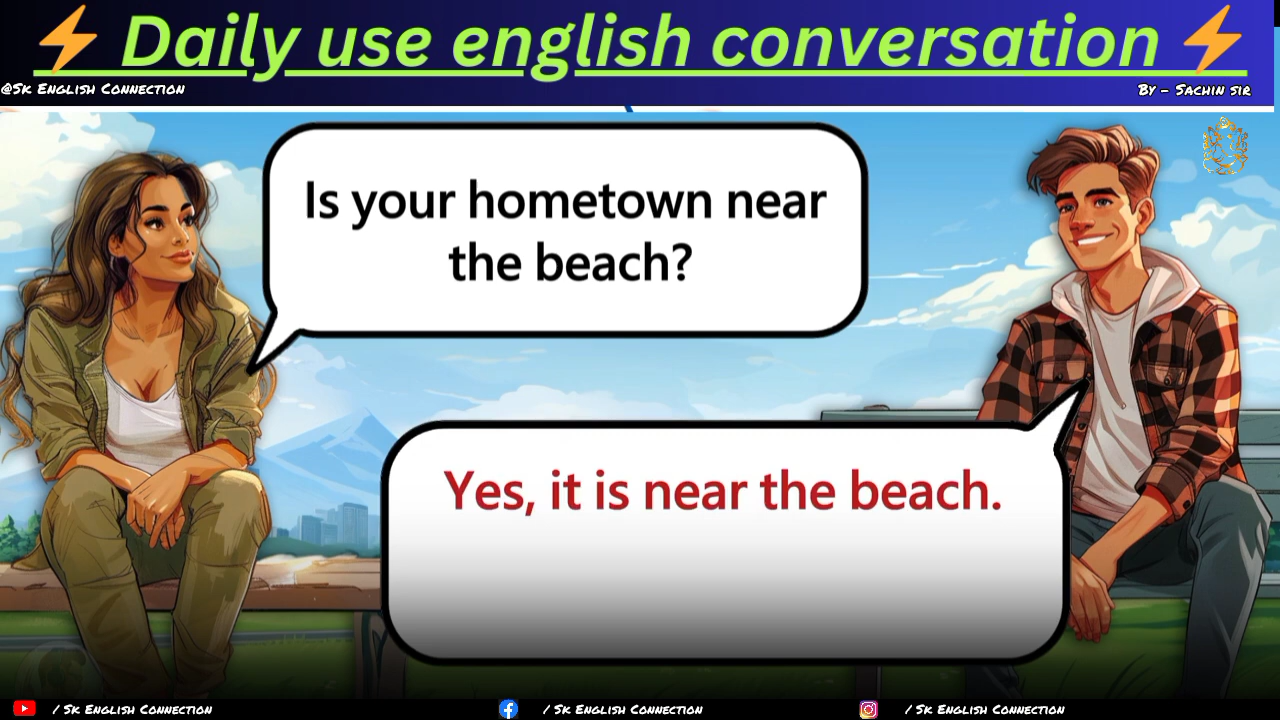 ⚡ Daily use english conversation ⚡
@Sk English Connection
By - Sachin sir
Is your hometown near
the beach?
Yes, it is near the beach.
/ Sk English Connection
/ Sk English Connection
/ Sk English Connection